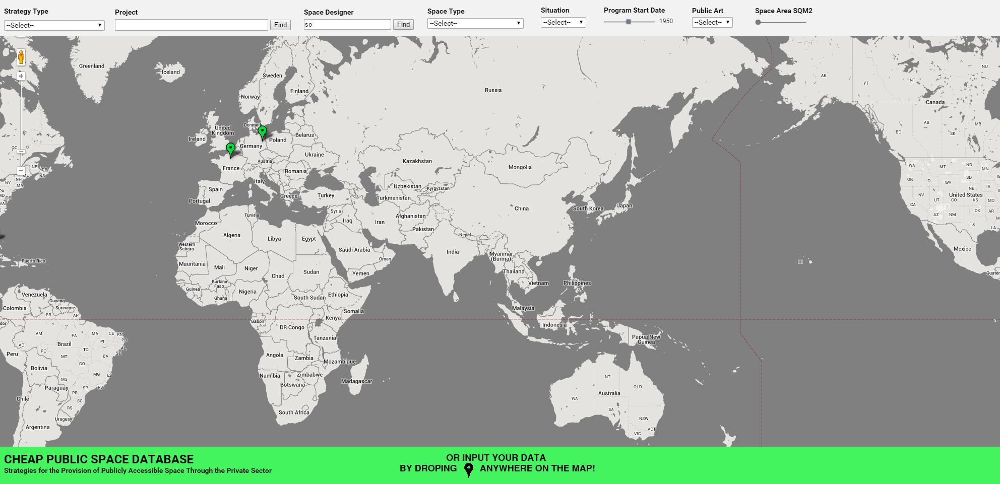 Strategy Type
Project
Space Designer
Space Type
Situation
Program Start Date
Public Art
Space Area SQM2
--Select--
Find
so
Find
--Select--
--Select--
1950
--Select--
Greenland
Iceland
Sweden
Finland
Norway
Russia
NU
AK
YT
NT
Canada
Denmark
United
Kingdom
Ireland
Poland
Belarus
Germany
Ukraine
Austria
France
Romania
Italy
Spain
Greece
Turkey
Portugal
Kazakhstan
Mongolia
Uzbekistan
Kyrgyzstan
Turkmenistan
China
South Korea
Japan
AB
MB
BC
SK
NL
QC
NB
PE
ME
NS
NH
NY
MA
PA
MD
DE
VA
WA
MT
ND
MN
OR
ID
SD
WY
NE
IA
NV
United States
UT
CO
KS
MO
CA
OK
AR
AZ
NM
TX
LA
Mexico
HI
Guater
Tunisia
Syria
Morocco
Iraq
Iran
Afghanistan
Pakistan
Nepal
Algeria
Libya
Egypt
Western
Sahara
Saudi Arabia
India
Oman
Myanmar
(Burma)
Mauritania
Mali
Niger
Chad
Sudan
Yemen
Thailand
Vietnam
Philippines
Puerto Rico
Burkina
Faso
Guinea
Nigeria
Ghana
Ethiopia
South Sudan
Somalia
Malaysia
Venezuela
Guyana
Suriname
Colombia
RR
AP
dor
Gabon
Kenya
DR Congo
Indonesia
Tanzania
Papua New
Guinea
AM
PA
MA
CE
RN
PB
PI
AC
Brazil
TO
AL
RO
SE
Peru
MT
BA
GO
Angola
Zambia
Mozambique
Bolivia
MG
ES
MS
Namibia
Zimbabwe
Botswana
Madagascar
Paraguay
SP
RJ
PR
Chile
SC
RS
South Africa
Uruguay
Argentina
NT
QLD
Australia
WA
SA
NSW
ACT
VIC
CHEAP PUBLIC SPACE DATABASE
Strategies for the Provision of Publicly Accessible Space Through the Private Sector
OR INPUT YOUR DATA
BY DROPING ANYWHERE ON THE MAP!